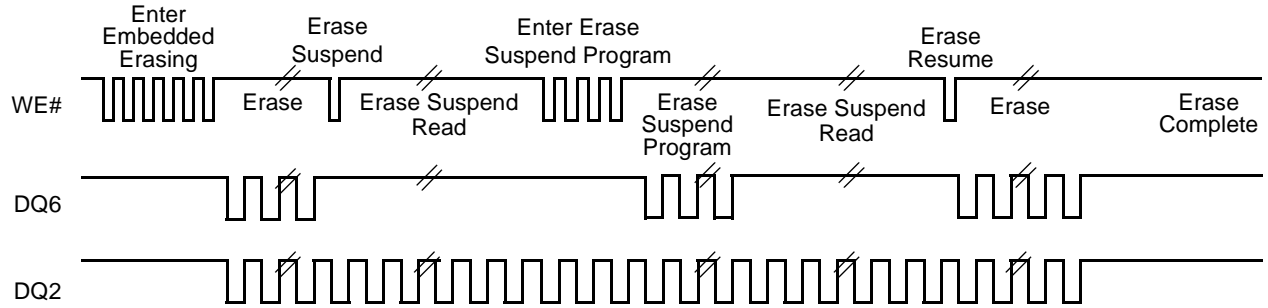 Enter
Embedded
Erasing
Erase
Suspend
Enter Erase
Suspend Program
Erase
Resume
WE#
Erase
Erase Suspend
Read
Erase
Suspend
Program
Erase Suspend
Read
Erase
Erase
Complete
DQ6
DQ2